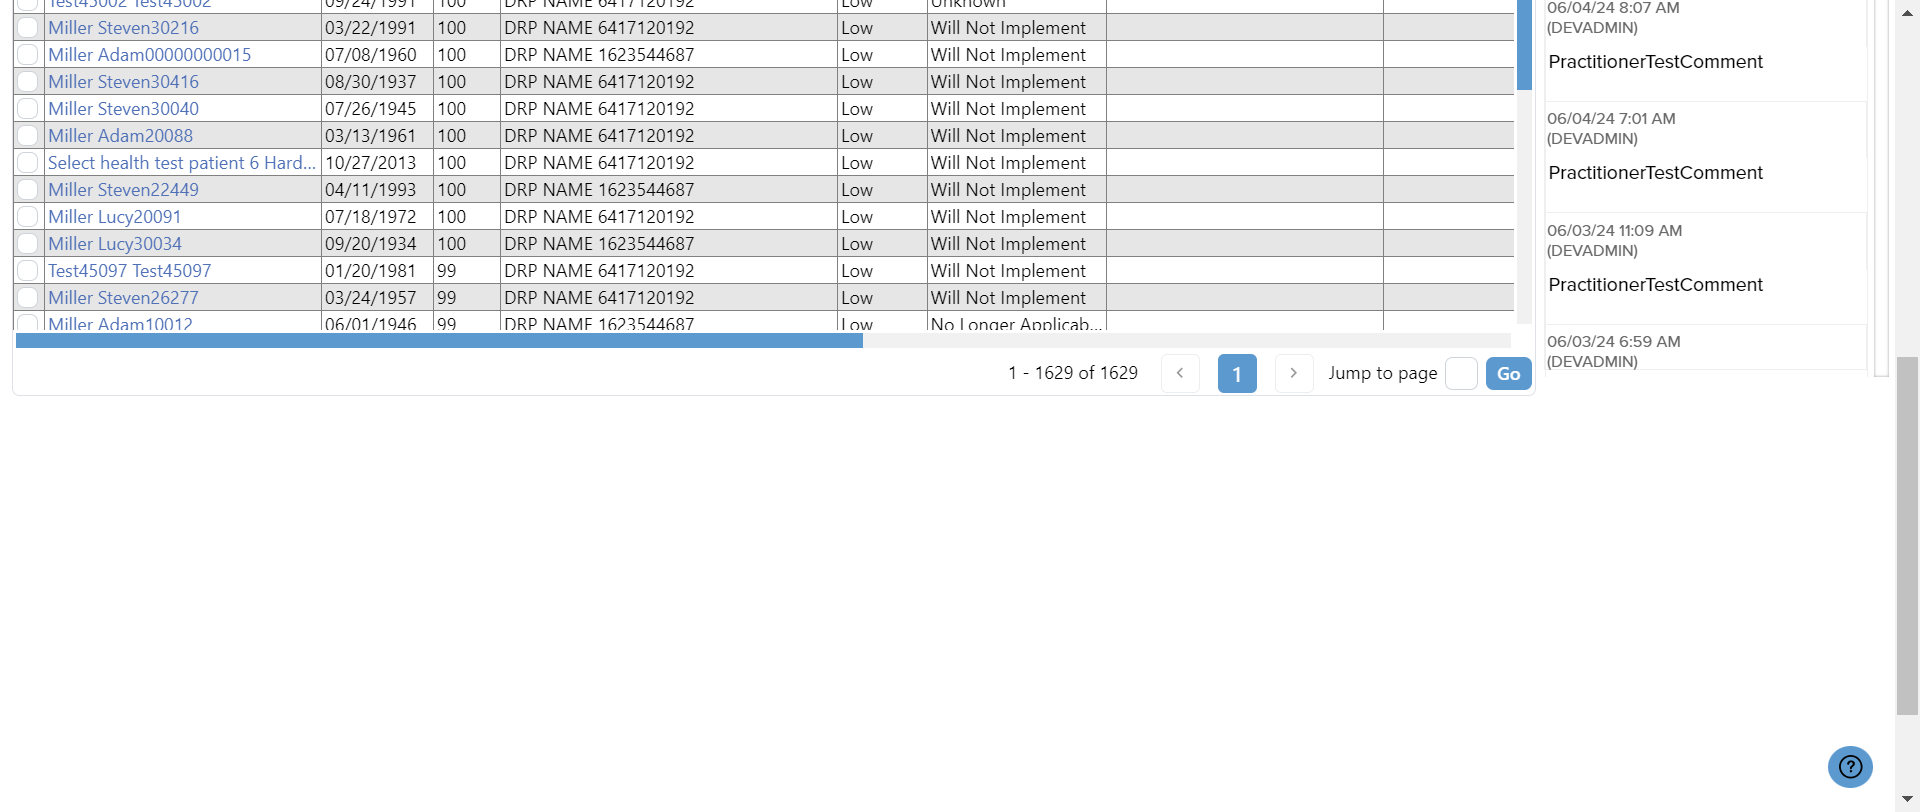 Test45002 Test45002 09/24/1991 100 DRP NAME 6417120192 Low Unknown
Miller Steven30216 03/22/1991 100 DRP NAME 6417120192 Low Will Not Implement
Miller Adam00000000015 07/08/1960 100 DRP NAME 1623544687 Low Will Not Implement
Miller Steven30416 08/30/1937 100 DRP NAME 6417120192 Low Will Not Implement
Miller Steven30040 07/26/1945 100 DRP NAME 6417120192 Low Will Not Implement
Miller Adam20088 03/13/1961 100 DRP NAME 6417120192 Low Will Not Implement
Select health test patient 6 Hard... 10/27/2013 100 DRP NAME 6417120192 Low Will Not Implement
Miller Steven22449 04/11/1993 100 DRP NAME 1623544687 Low Will Not Implement
Miller Lucy20091 07/18/1972 100 DRP NAME 6417120192 Low Will Not Implement
Miller Lucy30034 09/20/1934 100 DRP NAME 1623544687 Low Will Not Implement
Test45097 Test45097 01/20/1981 99 DRP NAME 6417120192 Low Will Not Implement
Miller Steven26277 03/24/1957 99 DRP NAME 6417120192 Low Will Not Implement
Miller Adam10012 06/01/1946 99 DRP NAME 1623544687 Low No Longer Applicab...
1 - 1629 of 1629 < 1 > Jump to page Go
06/04/24 8:07 AM
(DEVADMIN)
PractitionerTestComment
06/04/24 7:01 AM
(DEVADMIN)
PractitionerTestComment
06/03/24 11:09 AM
(DEVADMIN)
PractitionerTestComment
06/03/24 6:59 AM
(DEVADMIN)
?